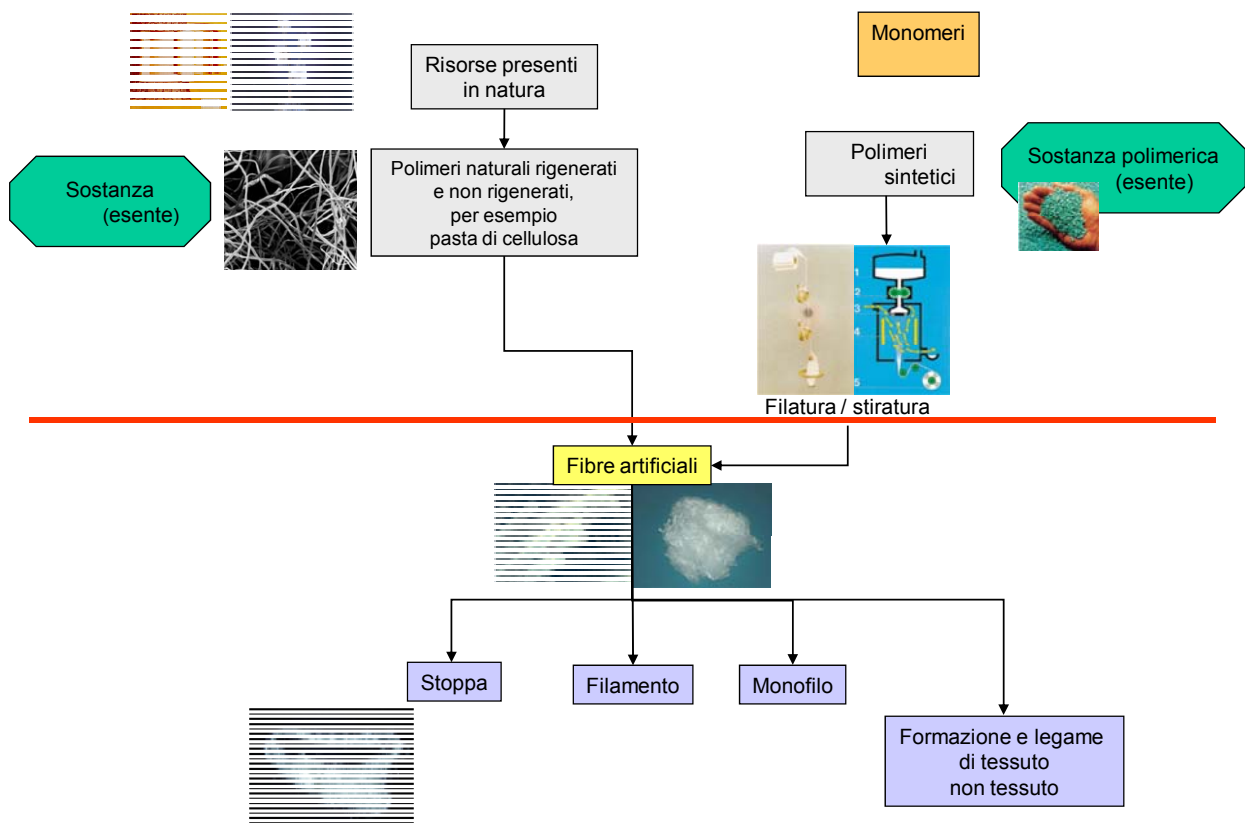 Monomeri
Risorse presenti
in natura
Polimeri naturali rigenerati
e non rigenerati,
per esempio
pasta di cellulosa
Sostanza
(esente)
Polimeri
sintetici
Sostanza polimerica
(esente)
1
2
3
4
5
Filatura / stiratura
Fibre artificiali
Stoppa
Filamento
Monofilo
Formazione e legame
di tessuto
non tessuto